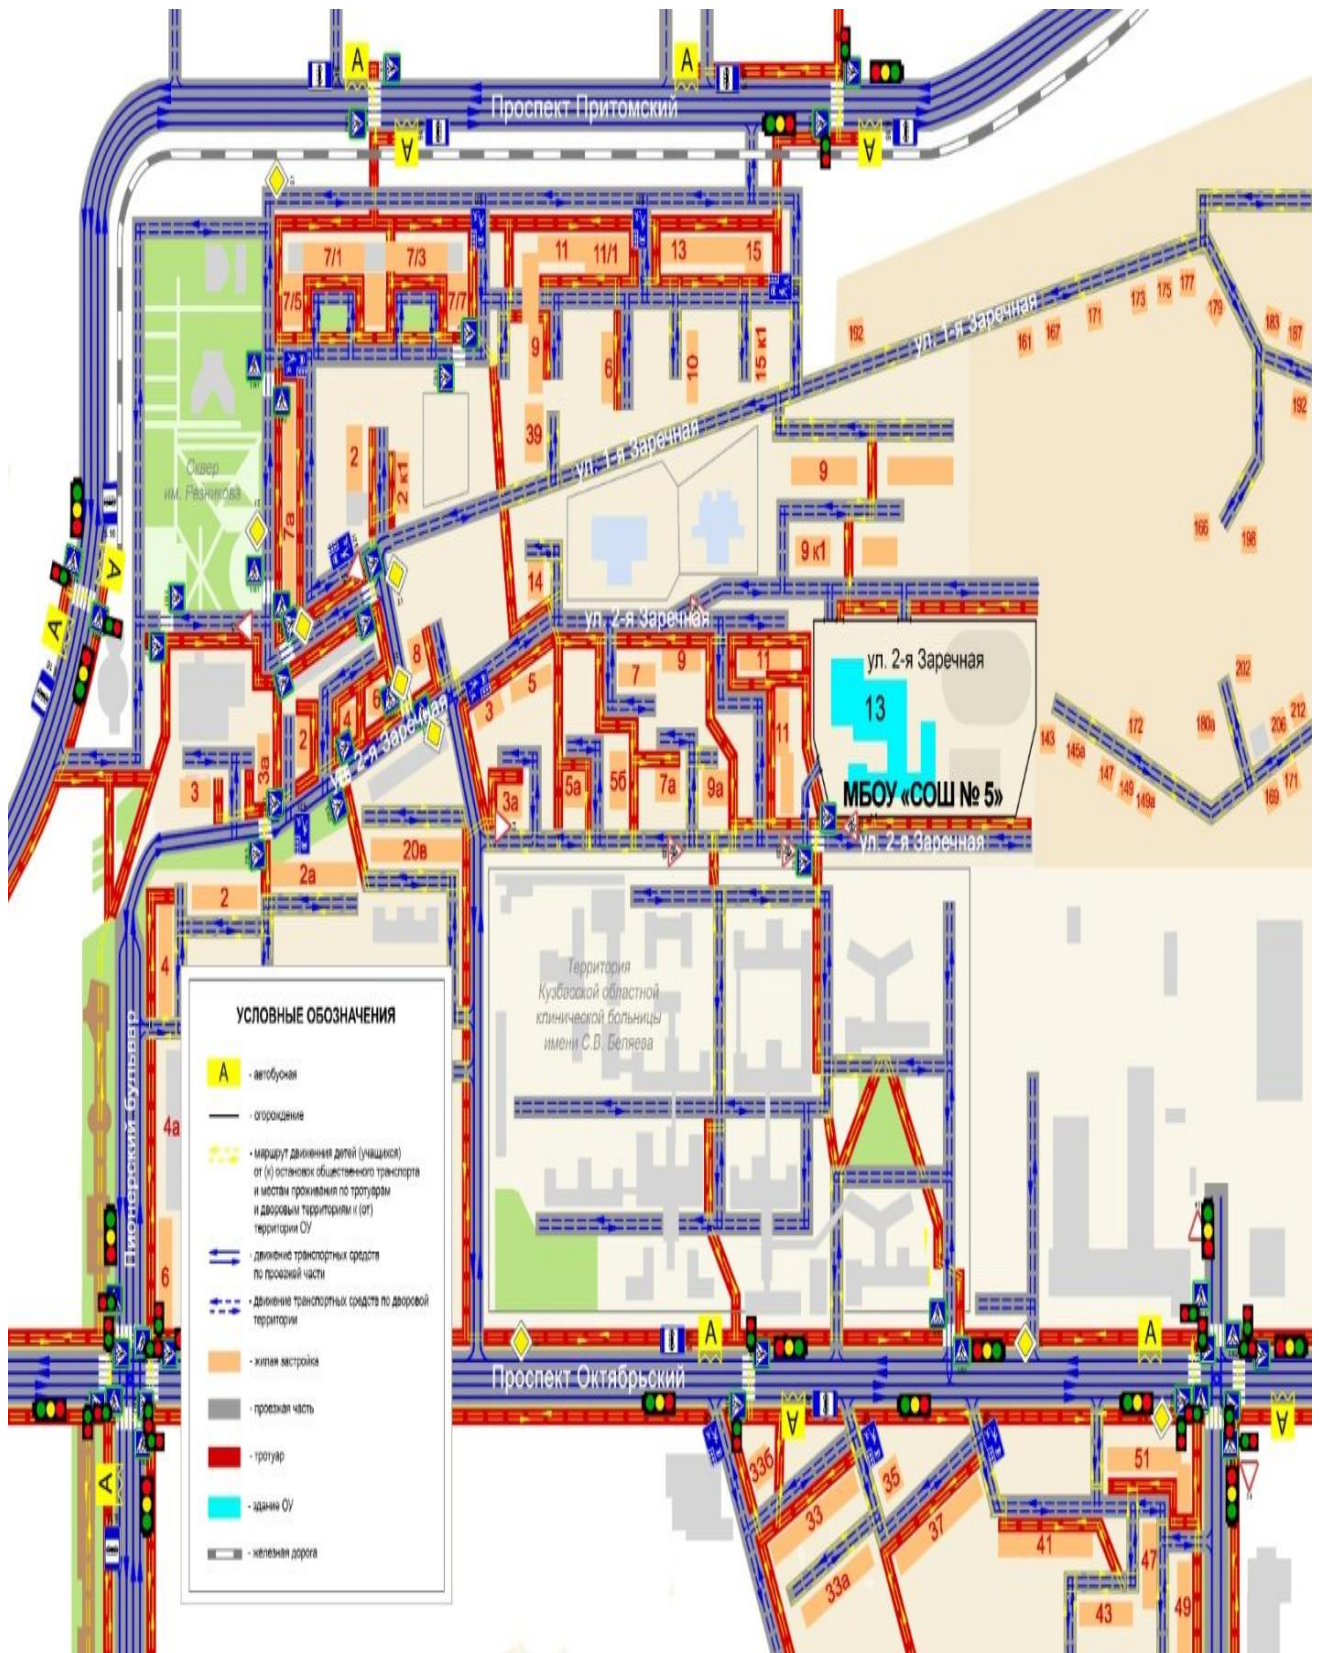 А
А
Проспект Притомский
А
А
7/1
7/3
11
11/1
13
15
7/5
7/7
192
ул. 1-я Заречная
161
167
171
173
175
177
179
183
187
192
9
6
10
15 к1
39
ул. 1-я Заречная
2
2 к1
Сквер
им. Резникова
7а
9
9 к1
166
198
14
А
А
ул. 2-я Заречная
8
9
7
11
5
3
6
4
2
ул. 2-я Заречная
13
11
МБОУ «СОШ № 5»
ул. 2-я Заречная
ул. 2-я Заречная
3а
3
3а
5а
5б
7а
9а
143
145а
147
149
149а
172
180а
202
206
212
171
169
20в
2а
2
4
4а
6
Пионерский бульвар
Территория
Кузбасской областной
клинической больницы
имени С.В. Беляева
УСЛОВНЫЕ ОБОЗНАЧЕНИЯ
А
- автобусная
- огорождение
- маршрут движенния детей (учащихся)
от (к) остановок общественного транспорта
и местам проживания по тротуарам
и дворовым территориям к (от)
территории ОУ
- движение транспортных средств
по проезжей части
- движение транспортных средств по дворовой
территории
- жилая застройка
- проезжая часть
- тротуар
- здание ОУ
- железная дорога
А
А
Проспект Октябрьский
А
А
А
33б
33
35
37
33а
41
51
47
43
49